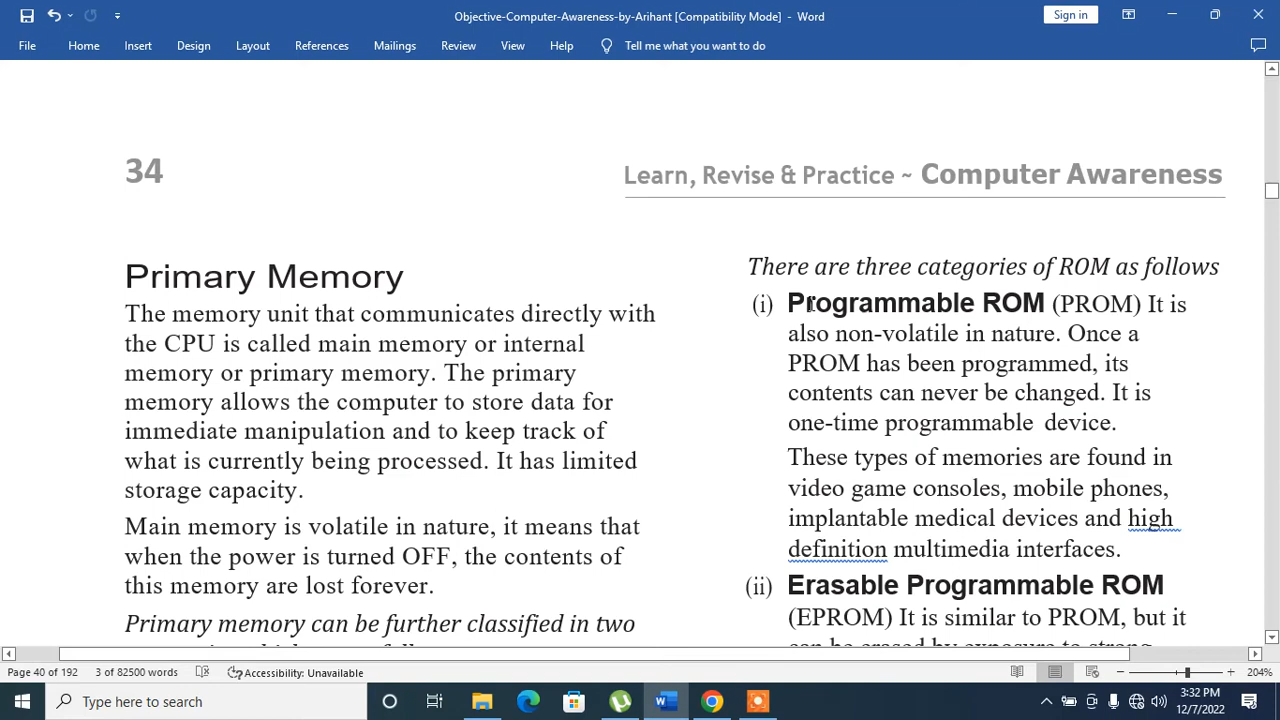 Objective-Computer-Awareness-by-Arihant [Compatibility Mode] - Word
Sign in
File Home Insert Design Layout References Mailings Review View Help Tell me what you want to do
34
Learn, Revise & Practice ~ Computer Awareness
Primary Memory
The memory unit that communicates directly with
the CPU is called main memory or internal
memory or primary memory. The primary
memory allows the computer to store data for
immediate manipulation and to keep track of
what is currently being processed. It has limited
storage capacity.
Main memory is volatile in nature, it means that
when the power is turned OFF, the contents of
this memory are lost forever.
Primary memory can be further classified in two
There are three categories of ROM as follows
(i) Programmable ROM (PROM) It is
also non-volatile in nature. Once a
PROM has been programmed, its
contents can never be changed. It is
one-time programmable device.
These types of memories are found in
video game consoles, mobile phones,
implantable medical devices and high
definition multimedia interfaces.
(ii) Erasable Programmable ROM
(EPROM) It is similar to PROM, but it
can be erased by exposure to strong
Page 40 of 192 3 of 82500 words Accessibility: Unavailable 204%
Type here to search
3:32 PM
12/7/2022